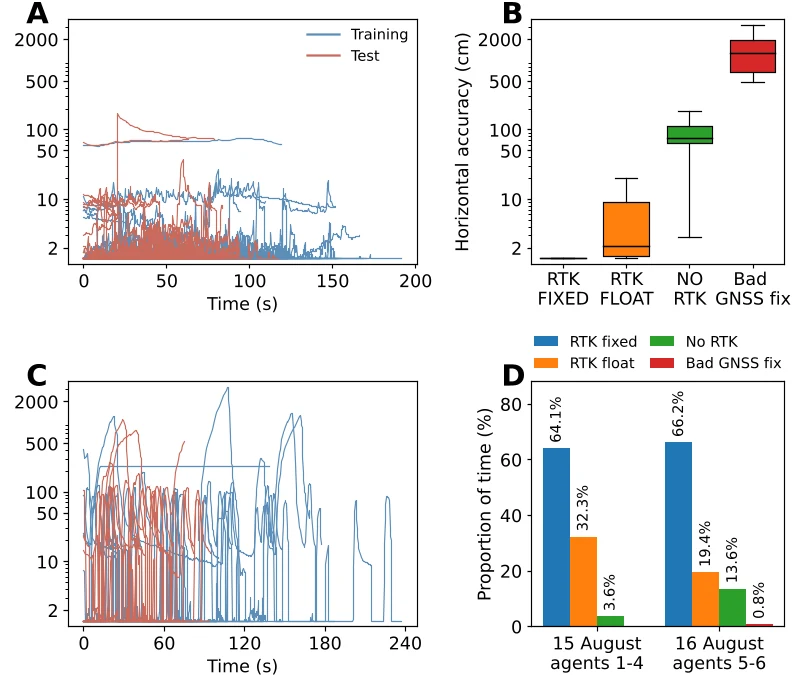 A
2000
500
100
50
10
2
0
50
100
150
200
Time (s)
Training
Test
B
Horizontal accuracy (cm)
2000
500
100
50
10
2
RTK
FIXED
RTK
FLOAT
NO
RTK
Bad
GNSS fix
C
2000
500
100
50
10
2
0
60
120
180
240
Time (s)
RTK fixed
RTK float
No RTK
Bad GNSS fix
D
Proportion of time (%)
80
60
40
20
0
64.1%
32.3%
3.6%
66.2%
19.4%
13.6%
0.8%
15 August
agents 1-4
16 August
agents 5-6